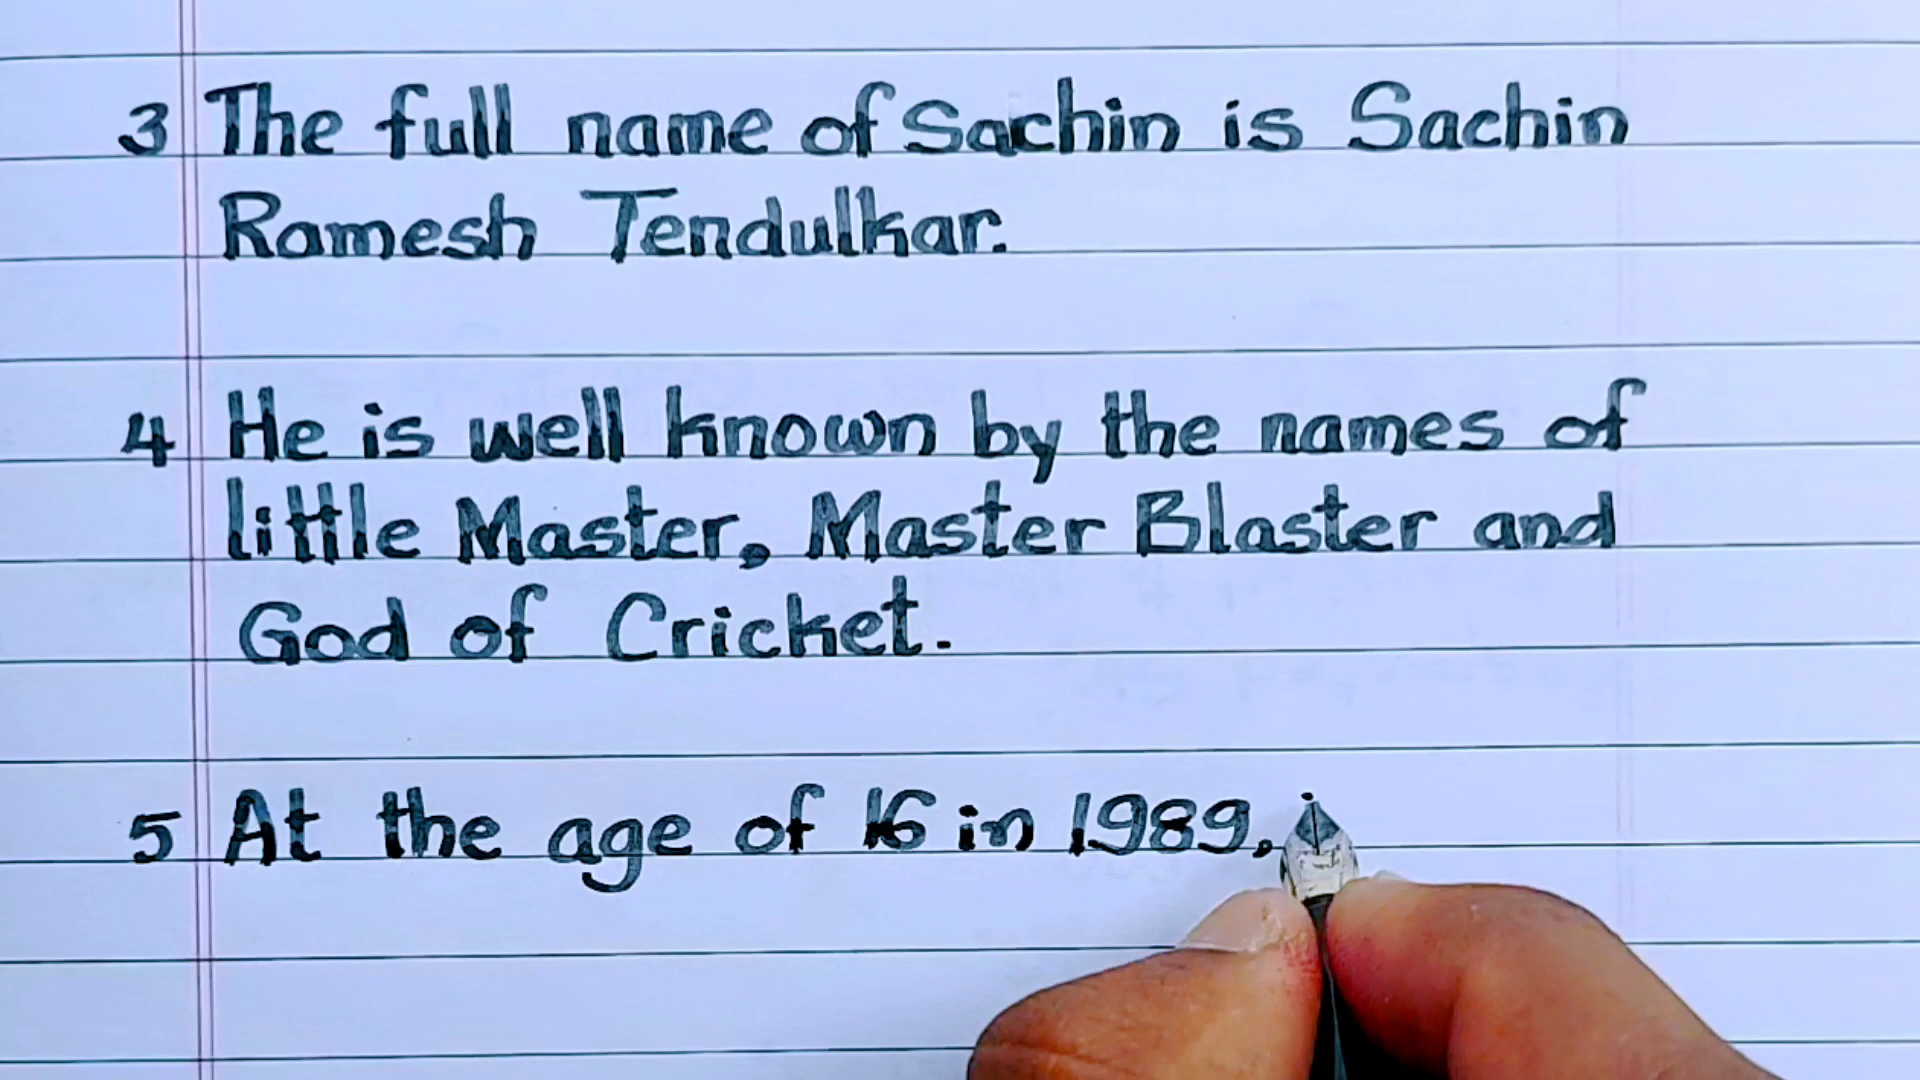 3 The full name of Sachin is Sachin
Ramesh Tendulkar.
4 He is well known by the names of
little Master, Master Blaster and
God of Cricket.
5 At the age of 16 in 1989,